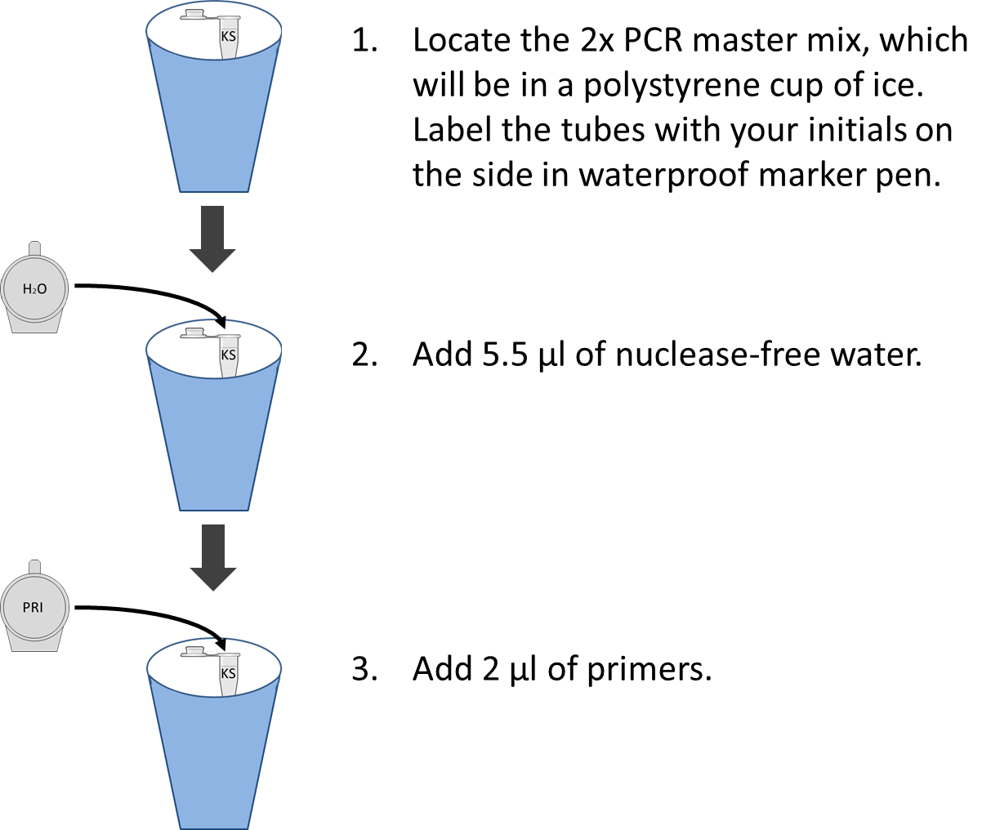 KS
1. Locate the 2x PCR master mix, which
will be in a polystyrene cup of ice.
Label the tubes with your initials on
the side in waterproof marker pen.
H₂O
KS
2. Add 5.5 µl of nuclease-free water.
PRI
KS
3. Add 2 µl of primers.